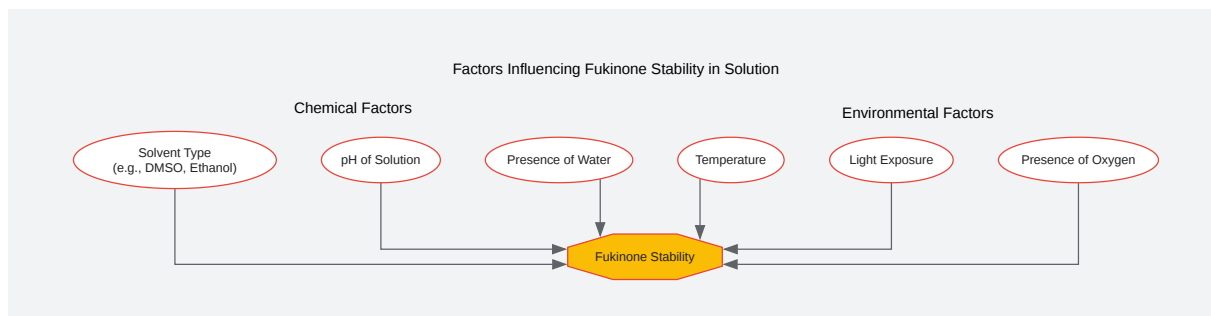 Factors Influencing Fukinone Stability in Solution
Chemical Factors
Environmental Factors
Solvent Type
(e.g., DMSO, Ethanol)
pH of Solution
Presence of Water
Temperature
Light Exposure
Presence of Oxygen
Fukinone Stability